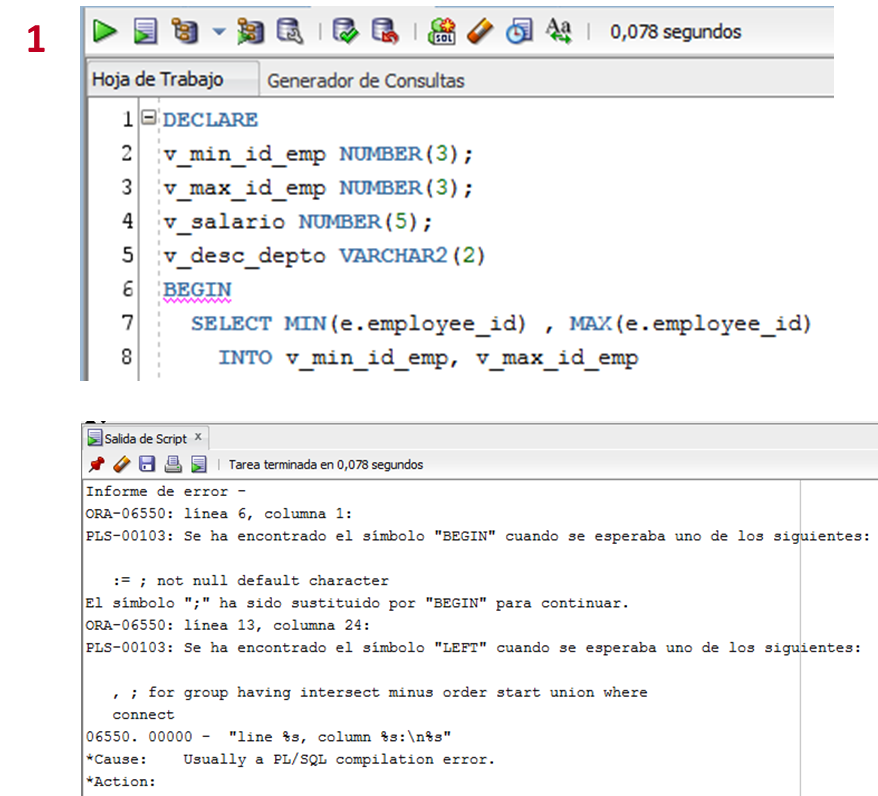 1
0,078 segundos
Hoja de Trabajo Generador de Consultas
1 DECLARE
2 v_min_id_emp NUMBER(3);
3 v_max_id_emp NUMBER(3);
4 v_salario NUMBER(5);
5 v_desc_depto VARCHAR2(2)
6 BEGIN
7 SELECT MIN(e.employee_id) , MAX(e.employee_id)
8 INTO v_min_id_emp, v_max_id_emp
Salida de Script x
Tarea terminada en 0,078 segundos
Informe de error -
ORA-06550: línea 6, columna 1:
PLS-00103: Se ha encontrado el símbolo "BEGIN" cuando se esperaba uno de los siguientes:
:= ; not null default character
El símbolo ";" ha sido sustituido por "BEGIN" para continuar.
ORA-06550: línea 13, columna 24:
PLS-00103: Se ha encontrado el símbolo "LEFT" cuando se esperaba uno de los siguientes:
, ; for group having intersect minus order start union where
connect
06550. 00000 - "line %s, column %s:\n%s"
*Cause: Usually a PL/SQL compilation error.
*Action: